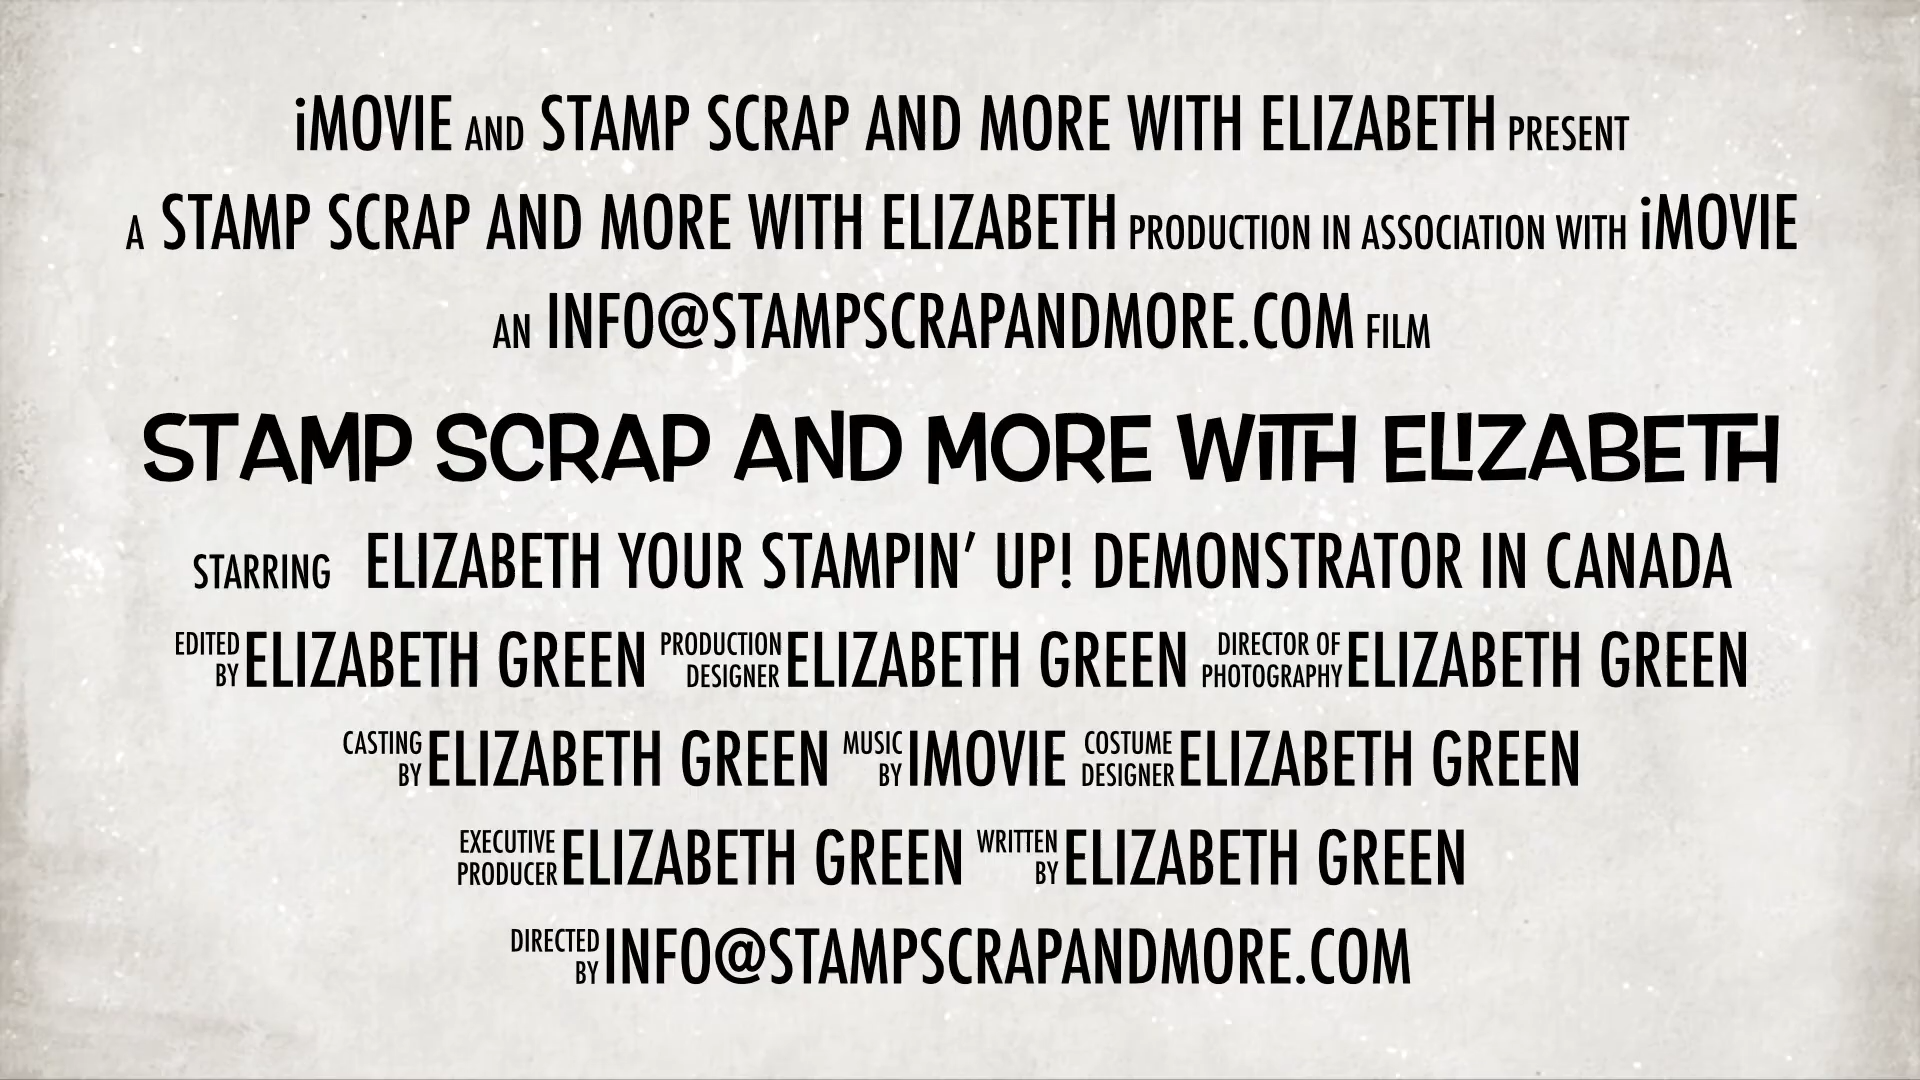 iMOVIE AND STAMP SCRAP AND MORE WITH ELIZABETH PRESENT
A STAMP SCRAP AND MORE WITH ELIZABETH PRODUCTION IN ASSOCIATION WITH iMOVIE
AN INFO@STAMPSCRAPANDMORE.COM FILM
STAMP SCRAP AND MORE WiTH ELIZABETH
STARRING ELIZABETH YOUR STAMPIN’ UP! DEMONSTRATOR IN CANADA
EDITED BY ELIZABETH GREEN PRODUCTION DESIGNER ELIZABETH GREEN DIRECTOR OF PHOTOGRAPHY ELIZABETH GREEN
CASTING BY ELIZABETH GREEN MUSIC BY IMOVIE COSTUME DESIGNER ELIZABETH GREEN
EXECUTIVE PRODUCER ELIZABETH GREEN WRITTEN BY ELIZABETH GREEN
DIRECTED BY INFO@STAMPSCRAPANDMORE.COM